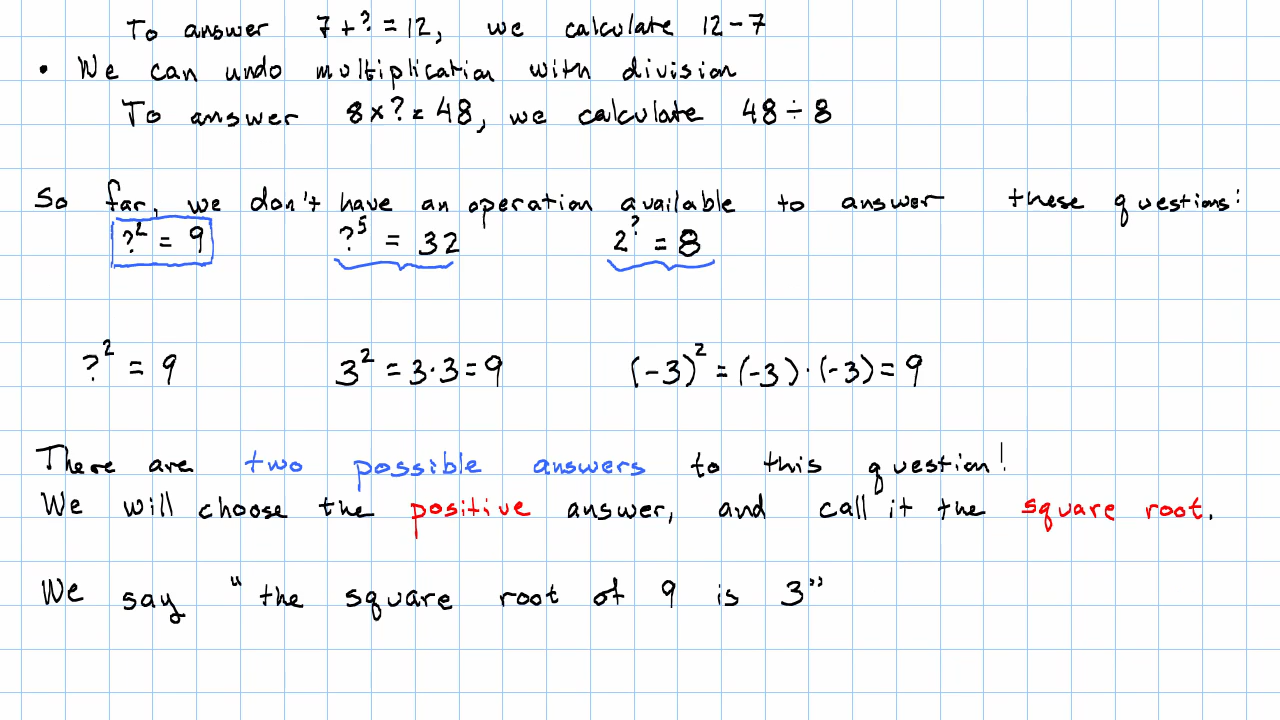 To answer 7 + ? = 12, we calculate 12 - 7
• We can undo multiplication with division
To answer 8 × ? = 48, we calculate 48 ÷ 8
So far, we don't have an operation available to answer these questions:
?² = 9 ?⁵ = 32 2^? = 8
?² = 9 3² = 3 · 3 = 9 (-3)² = (-3) · (-3) = 9
There are two possible answers to this question!
We will choose the positive answer, and call it the square root.
We say "the square root of 9 is 3"